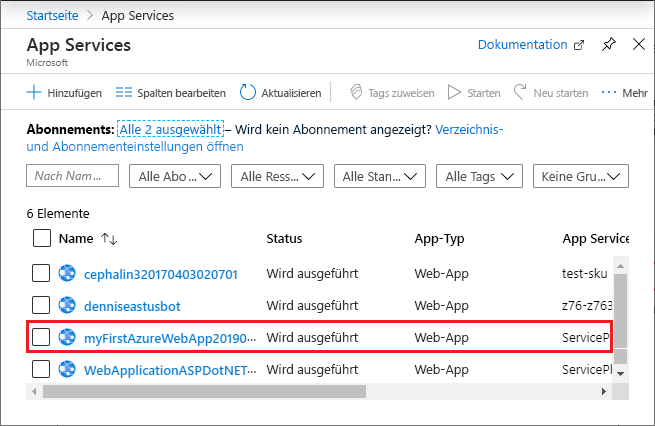 Startseite > App Services
App Services
Microsoft
Dokumentation
Hinzufügen Spalten bearbeiten Aktualisieren Tags zuweisen Starten Neu starten ··· Mehr
Abonnements: Alle 2 ausgewählt – Wird kein Abonnement angezeigt? Verzeichnis-
und Abonnementeinstellungen öffnen
Nach Nam... Alle Abo ... Alle Ress... Alle Stan... Alle Tags Keine Gru...
6 Elemente
Name Status App-Typ App Service
cephalin320170403020701 Wird ausgeführt Web-App test-sku
denniseastusbot Wird ausgeführt Web-App z76-z763
myFirstAzureWebApp20190... Wird ausgeführt Web-App ServiceP
WebApplicationASPDotNET... Wird ausgeführt Web-App ServicePl